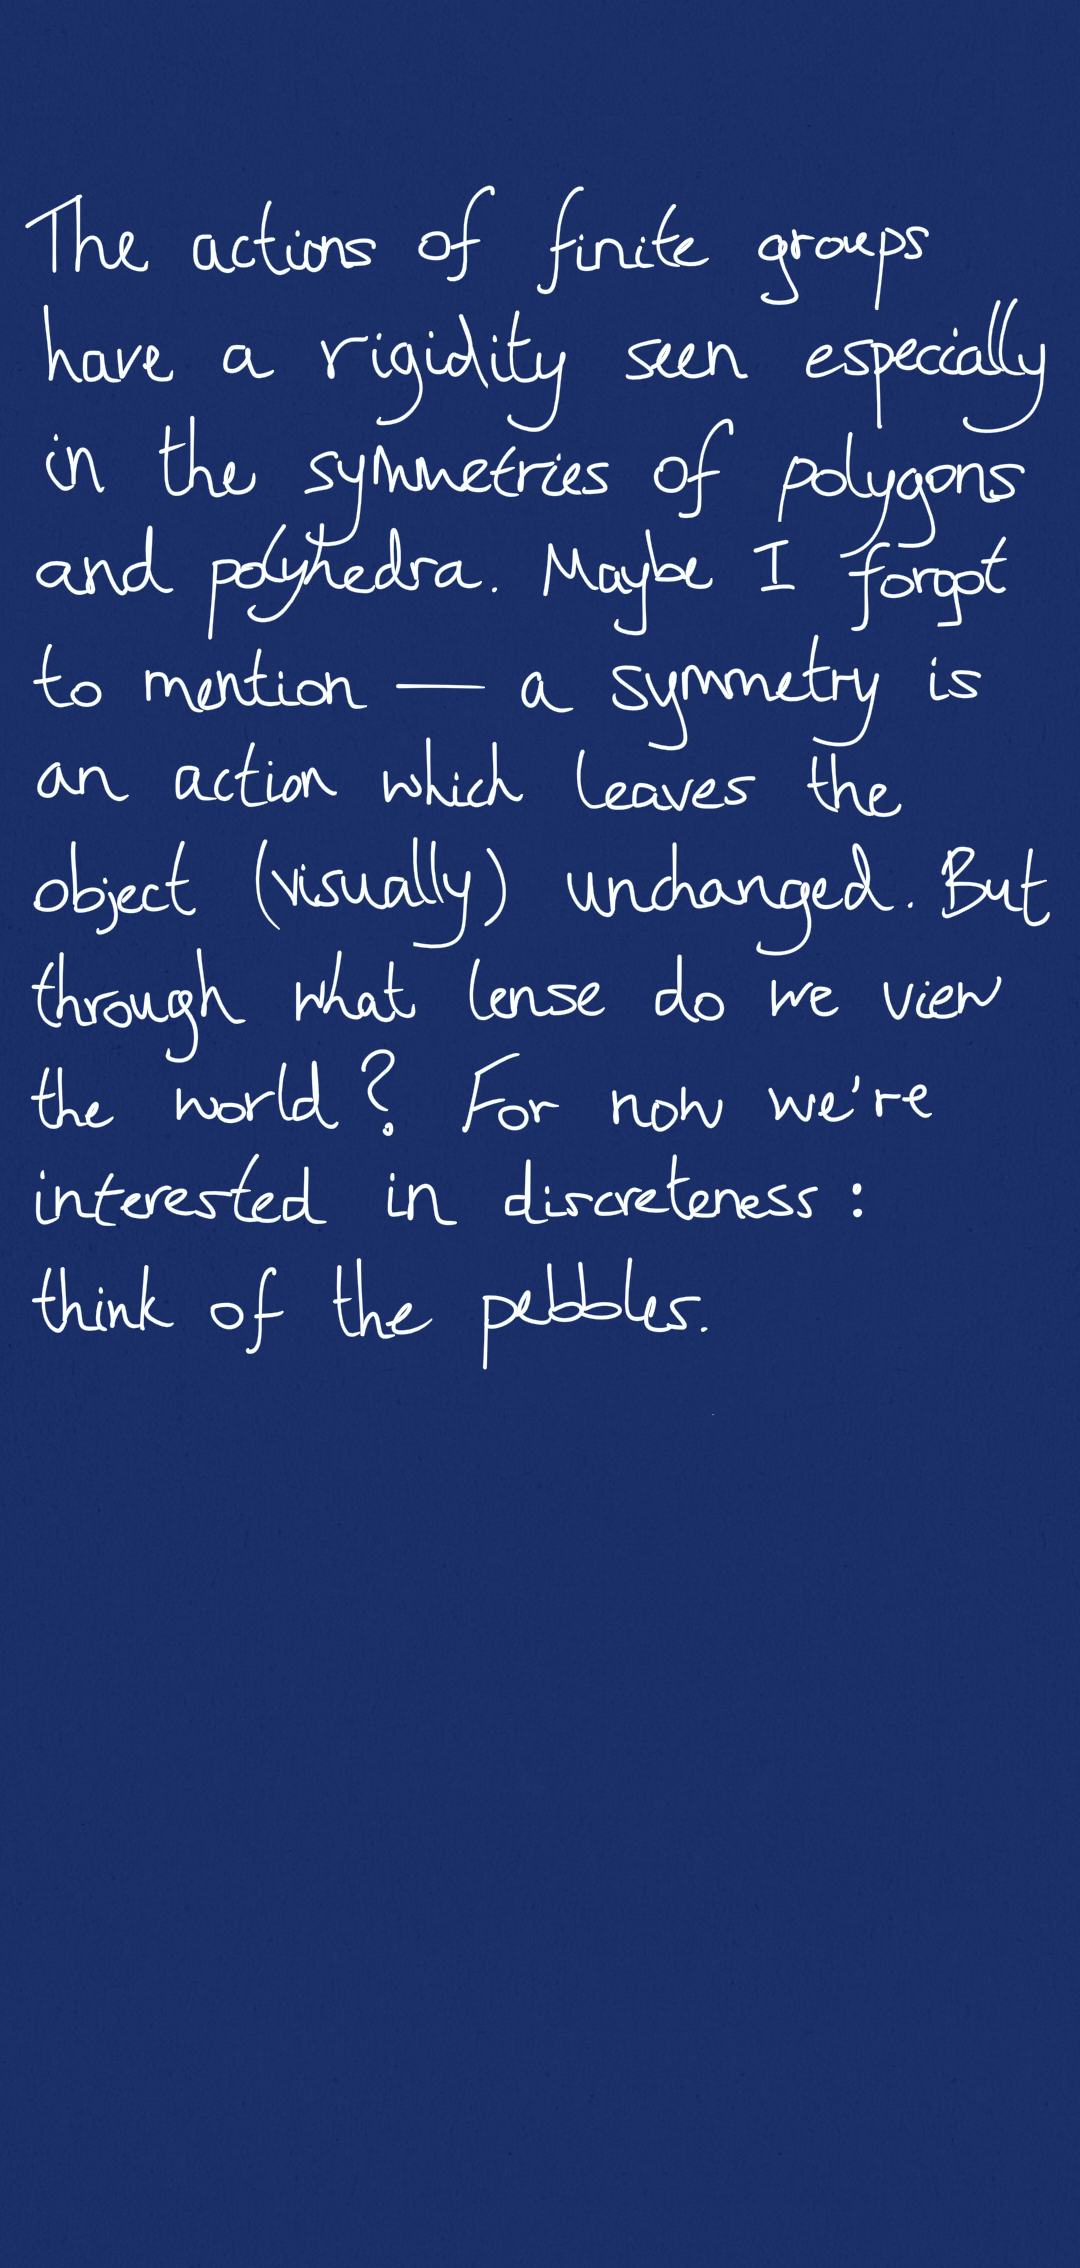 The actions of finite groups
have a rigidity seen especially
in the symmetries of polygons
and polyhedra. Maybe I forgot
to mention — a symmetry is
an action which leaves the
object (visually) unchanged. But
through what lense do we view
the world? For now we're
interested in discreteness:
think of the pebbles.